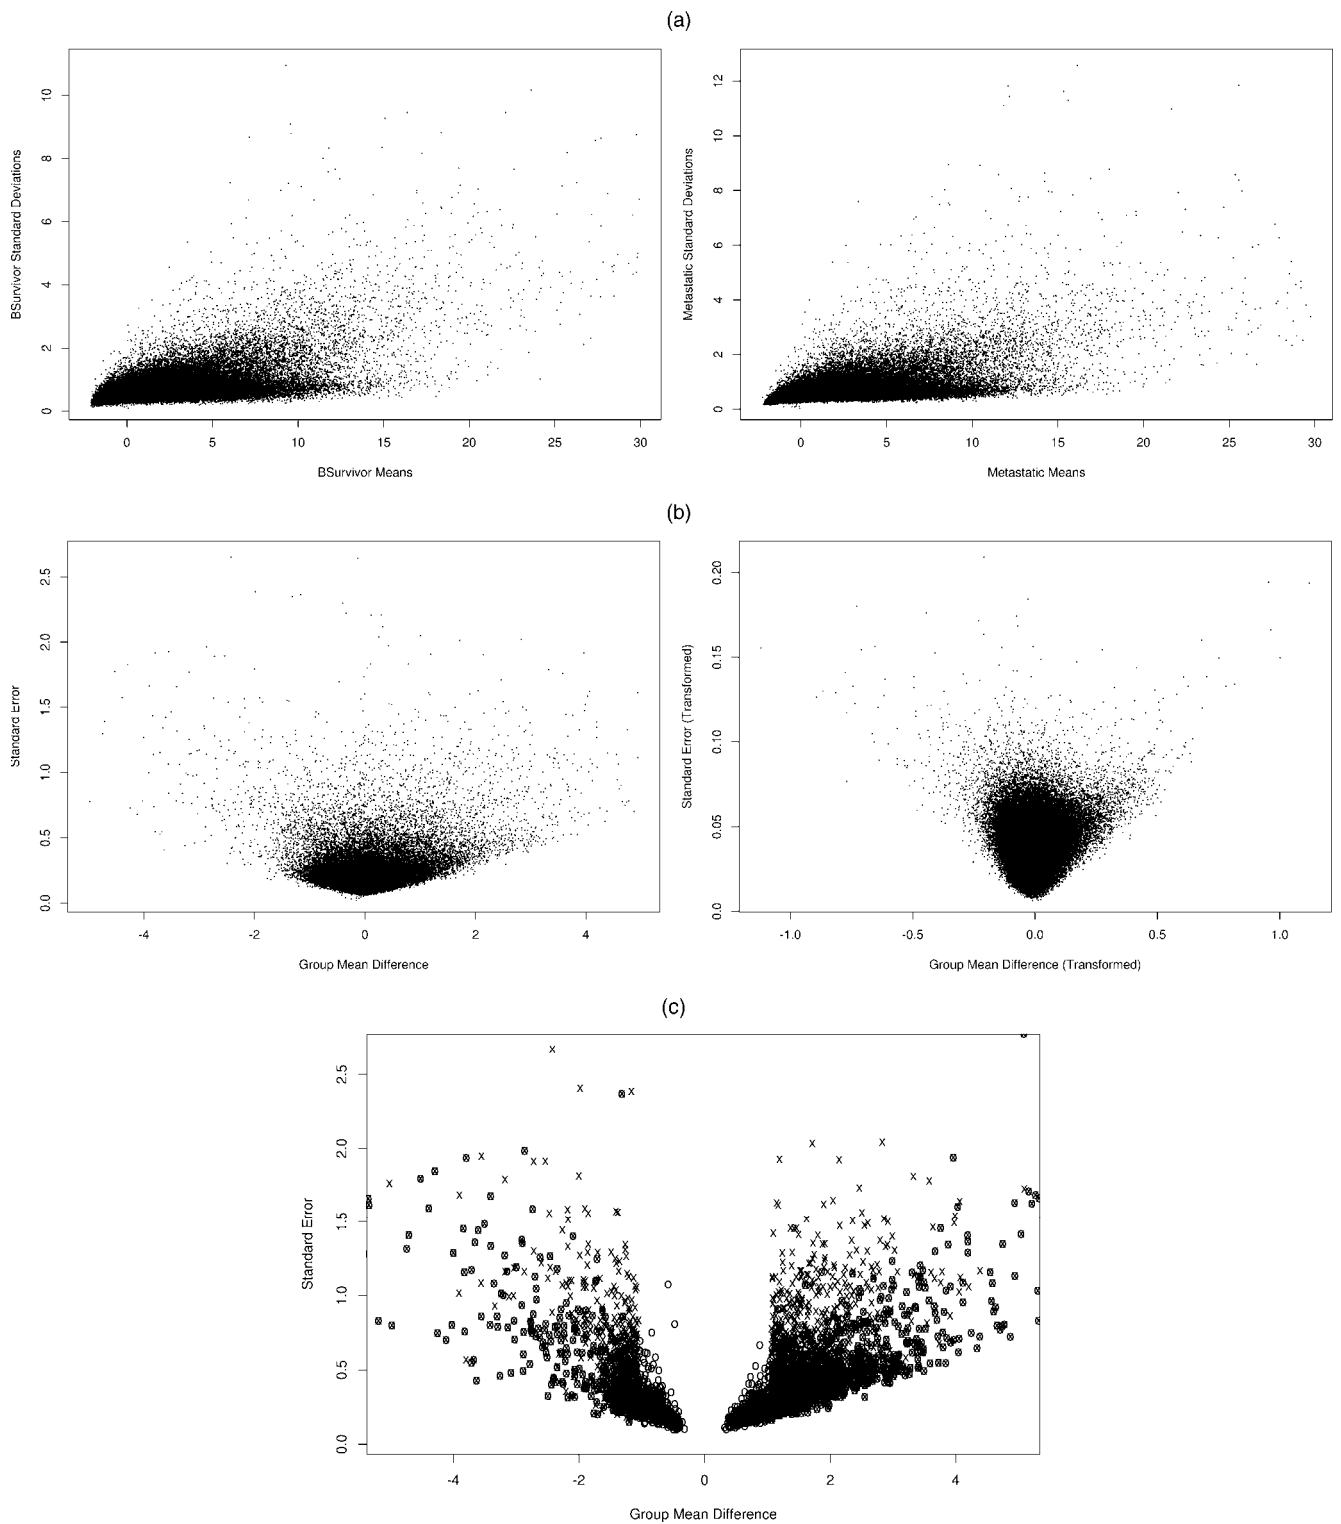 (a)
BSurvivor Standard Deviations
0 2 4 6 8 10
0 5 10 15 20 25 30
BSurvivor Means
Metastatic Standard Deviations
0 2 4 6 8 10 12
0 5 10 15 20 25 30
Metastatic Means
(b)
Standard Error
0.0 0.5 1.0 1.5 2.0 2.5
-4 -2 0 2 4
Group Mean Difference
Standard Error (Transformed)
0.0 0.05 0.10 0.15 0.20
-1.0 -0.5 0.0 0.5 1.0
Group Mean Difference (Transformed)
(c)
Standard Error
0.0 0.5 1.0 1.5 2.0 2.5
-4 -2 0 2 4
Group Mean Difference